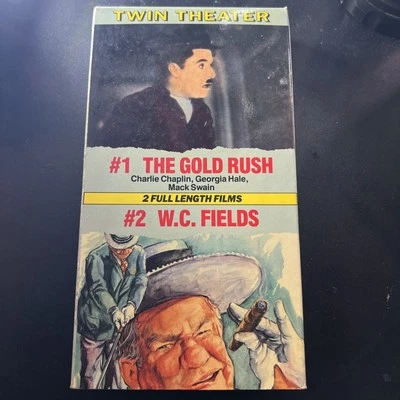 TWIN THEATER
#1 THE GOLD RUSH
Charlie Chaplin, Georgia Hale,
Mack Swain
2 FULL LENGTH FILMS
#2 W.C. FIELDS